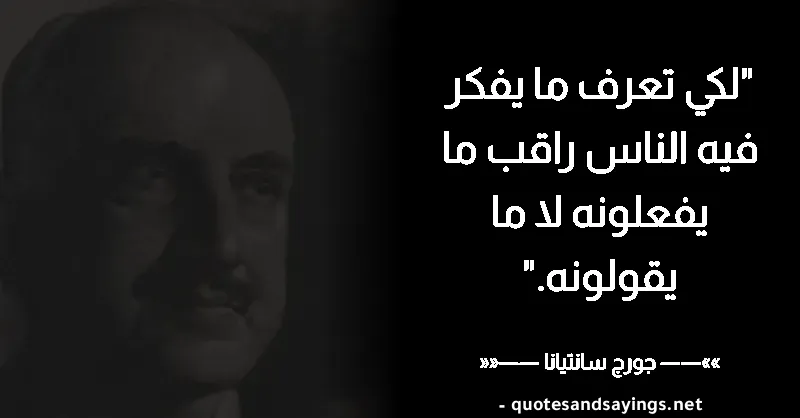 "لكي تعرف ما يفكر
فيه الناس راقب ما
يفعلونه لا ما
يقولونه."
»»―― جورج سانتيانا ――««
- quotesandsayings.net